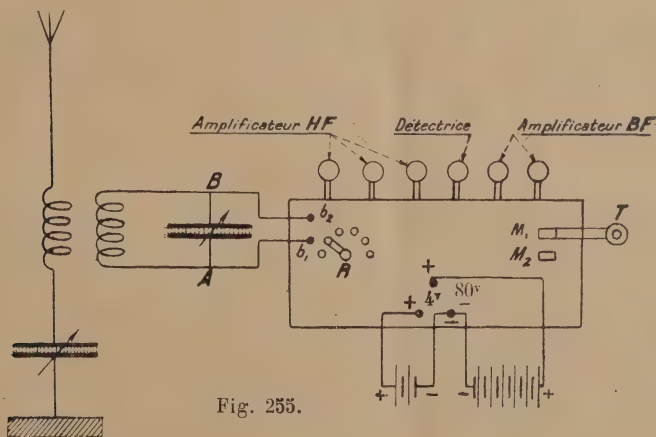 Amplificateur HF Détectrice Amplificateur BF
B
b2
T
M1
b1
R
M2
A
+
80v
4v
+ −
+ − − +
Fig. 255.